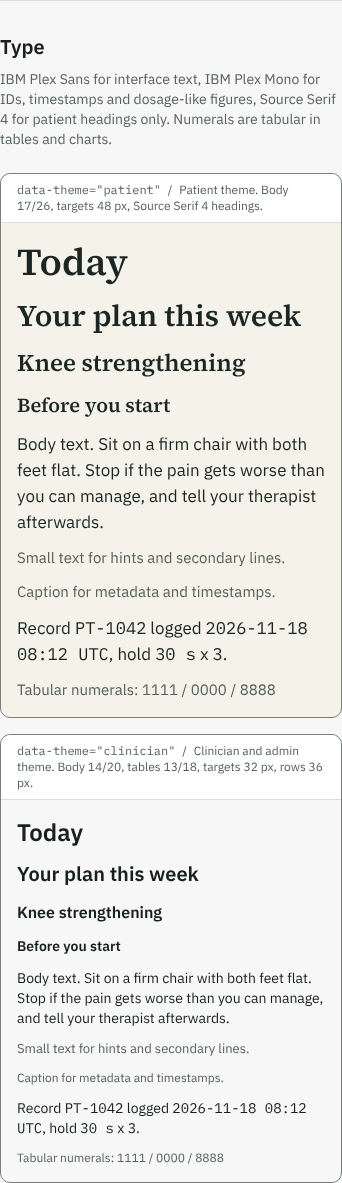 Type
IBM Plex Sans for interface text, IBM Plex Mono for
IDs, timestamps and dosage-like figures, Source Serif
4 for patient headings only. Numerals are tabular in
tables and charts.
data-theme="patient" / Patient theme. Body
17/26, targets 48 px, Source Serif 4 headings.
Today
Your plan this week
Knee strengthening
Before you start
Body text. Sit on a firm chair with both
feet flat. Stop if the pain gets worse than
you can manage, and tell your therapist
afterwards.
Small text for hints and secondary lines.
Caption for metadata and timestamps.
Record PT-1042 logged 2026-11-18
08:12 UTC, hold 30 s x 3.
Tabular numerals: 1111 / 0000 / 8888
data-theme="clinician" / Clinician and admin
theme. Body 14/20, tables 13/18, targets 32 px, rows 36
px.
Today
Your plan this week
Knee strengthening
Before you start
Body text. Sit on a firm chair with both feet flat.
Stop if the pain gets worse than you can manage,
and tell your therapist afterwards.
Small text for hints and secondary lines.
Caption for metadata and timestamps.
Record PT-1042 logged 2026-11-18 08:12
UTC, hold 30 s x 3.
Tabular numerals: 1111 / 0000 / 8888